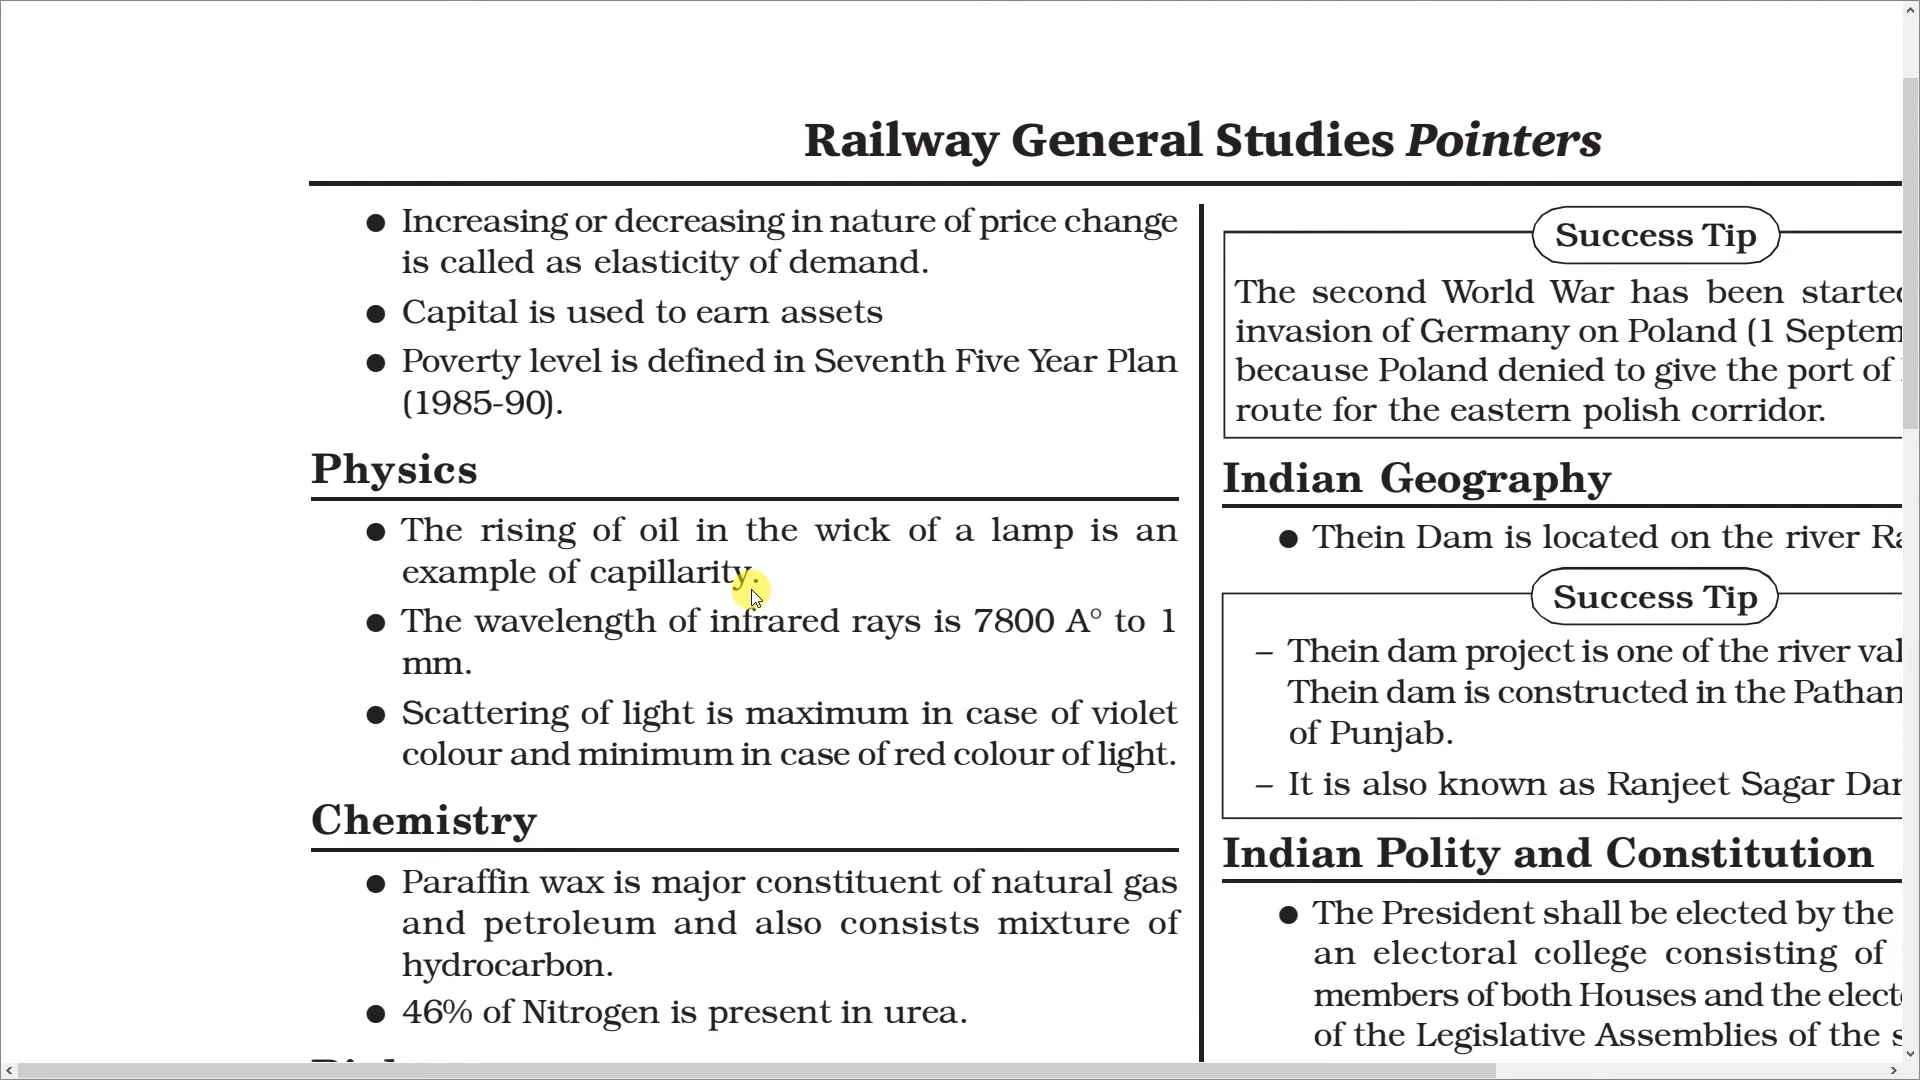 Railway General Studies Pointers
● Increasing or decreasing in nature of price change
is called as elasticity of demand.
● Capital is used to earn assets
● Poverty level is defined in Seventh Five Year Plan
(1985-90).
Physics
● The rising of oil in the wick of a lamp is an
example of capillarity.
● The wavelength of infrared rays is 7800 A° to 1
mm.
● Scattering of light is maximum in case of violet
colour and minimum in case of red colour of light.
Chemistry
● Paraffin wax is major constituent of natural gas
and petroleum and also consists mixture of
hydrocarbon.
● 46% of Nitrogen is present in urea.
Success Tip
The second World War has been started
invasion of Germany on Poland (1 Septem
because Poland denied to give the port of
route for the eastern polish corridor.
Indian Geography
● Thein Dam is located on the river Ra
Success Tip
– Thein dam project is one of the river val
Thein dam is constructed in the Pathan
of Punjab.
– It is also known as Ranjeet Sagar Dam
Indian Polity and Constitution
● The President shall be elected by the
an electoral college consisting of
members of both Houses and the elect
of the Legislative Assemblies of the s